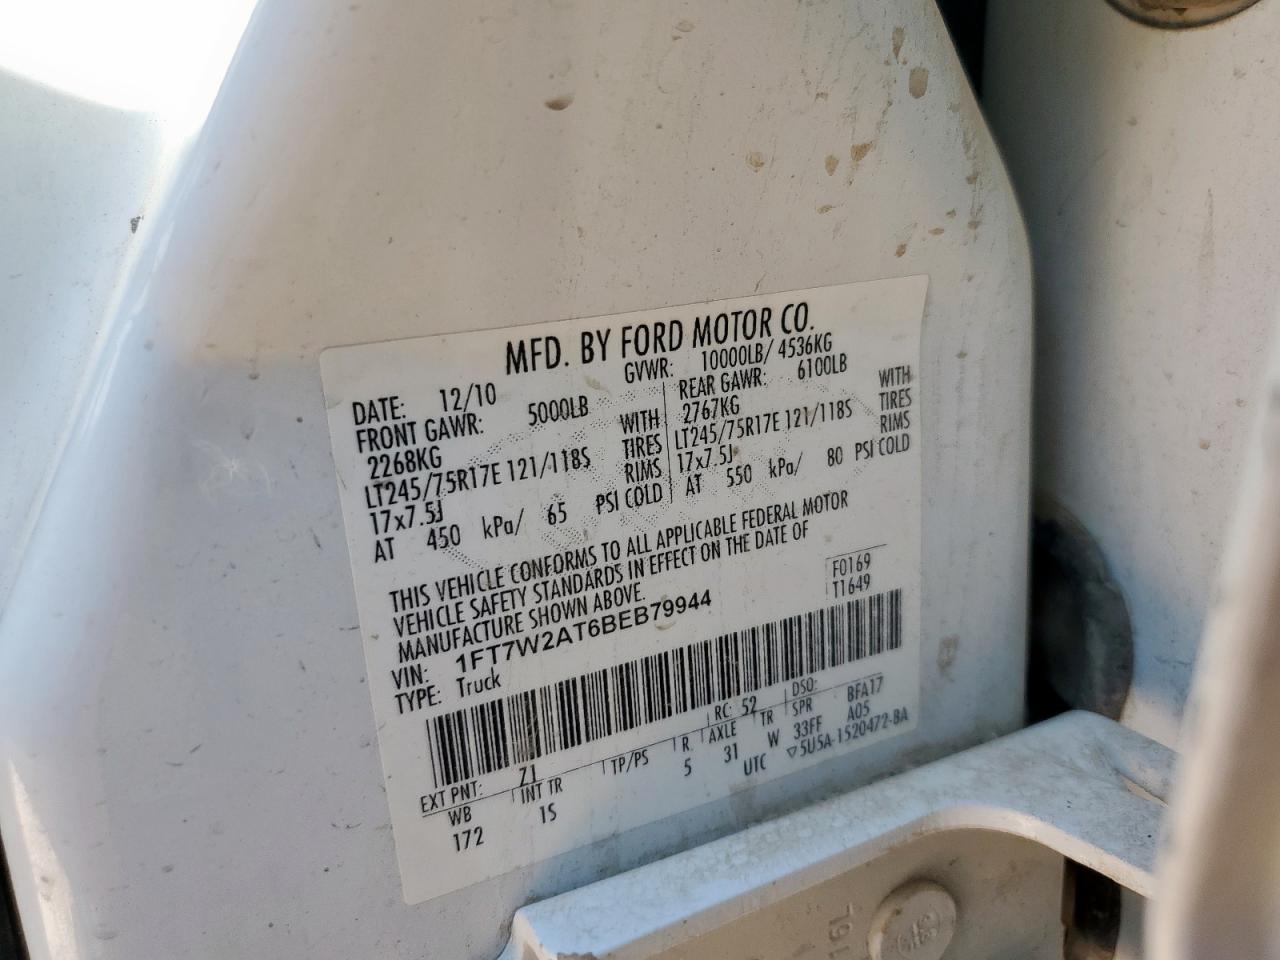 MFD. BY FORD MOTOR CO.
DATE: 12/10 GVWR: 10000LB/ 4536KG
FRONT GAWR: 5000LB REAR GAWR: 6100LB
2268KG WITH 2767KG WITH
LT245/75R17E 121/118S TIRES LT245/75R17E 121/118S TIRES
17x7.5J RIMS 17x7.5J RIMS
AT 450 kPa/ 65 PSI COLD AT 550 kPa/ 80 PSI COLD
THIS VEHICLE CONFORMS TO ALL APPLICABLE FEDERAL MOTOR
VEHICLE SAFETY STANDARDS IN EFFECT ON THE DATE OF
MANUFACTURE SHOWN ABOVE.
F0169
VIN: 1FT7W2AT6BEB79944 T1649
TYPE: Truck
EXT PNT: Z1 RC: 52 DSO:
WB INT TR TP/PS R AXLE TR SPR BFA17
172 1S 5 31 W 33FF A05
UTC ▽5U5A-1520472-BA